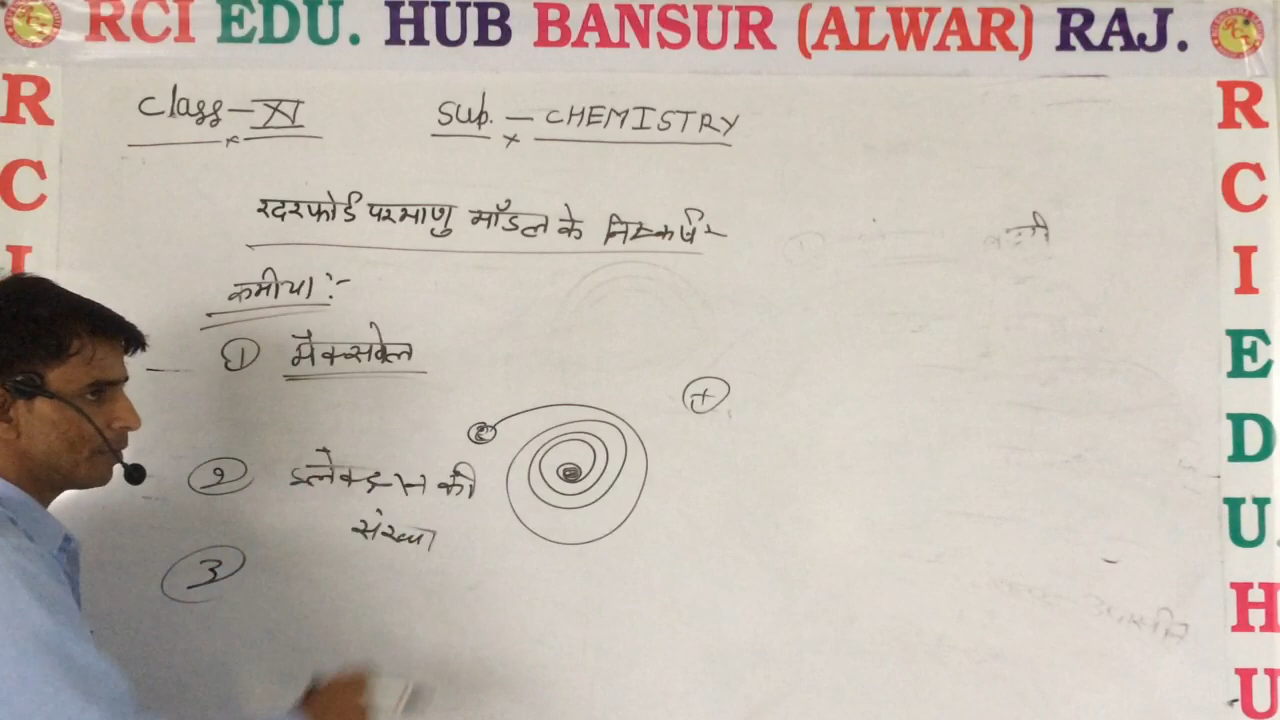 RCI EDU. HUB BANSUR (ALWAR) RAJ.
R
C
I
Class - XI
Sub. - CHEMISTRY
रदरफोर्ड परमाणु मॉडल के निष्कर्ष -
कमीया :-
① मैक्सवेल
+
e
② इलैक्ट्रान की
संख्या
3
R
C
I
E
D
U
H
U